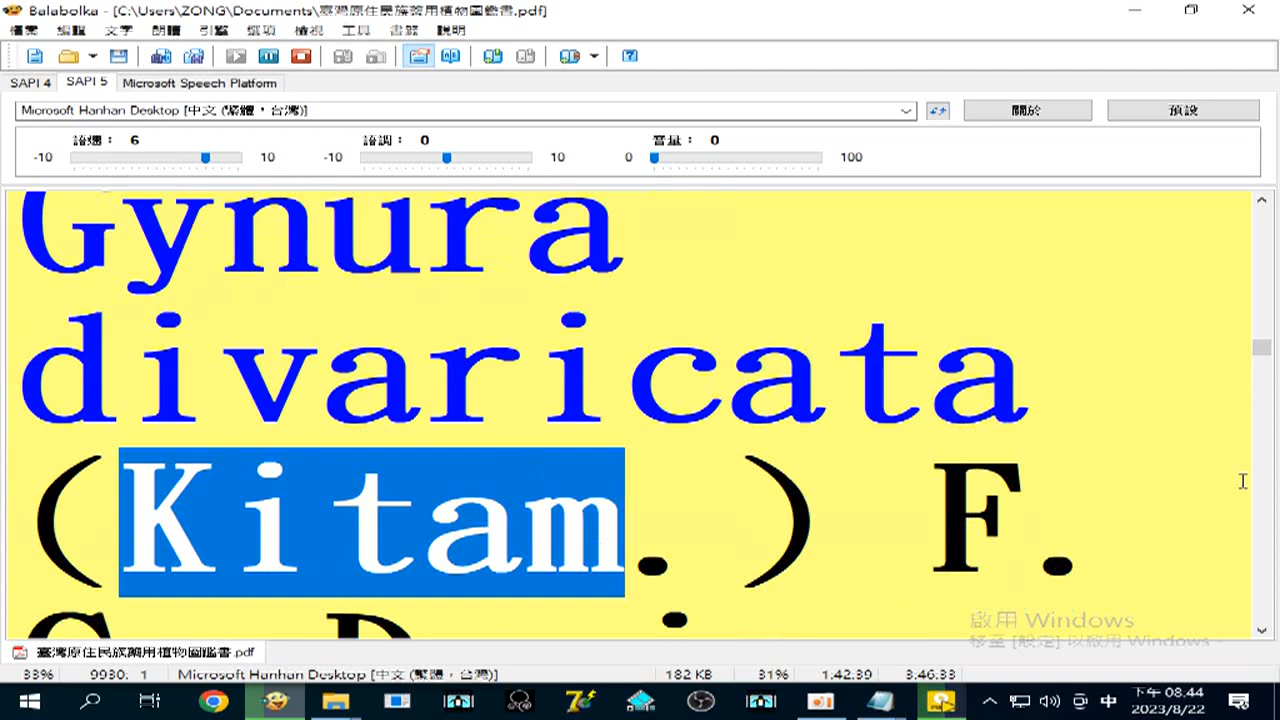 Balabolka - [C:\Users\ZONG\Documents\臺灣原住民族藥用植物圖鑑書.pdf]
檔案 編輯 文字 朗讀 引擎 選項 檢視 工具 書籤 說明
SAPI 4 SAPI 5 Microsoft Speech Platform
Microsoft Hanhan Desktop [中文 (繁體，台灣)] 關於 預設
語速： 6 語調： 0 音量： 0
-10 10 -10 10 0 100
Gynura
divaricata
(Kitam.) F.
啟用 Windows
移至 [設定] 以啟用 Windows。
臺灣原住民族藥用植物圖鑑書.pdf
33% 9930. 1 Microsoft Hanhan Desktop [中文 (繁體，台灣)] 182 KB 31% 1.42.39 3.46.33
中 下午 08:44
2023/8/22